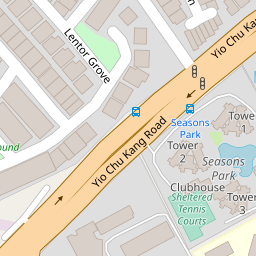 Lentor Grove
Yio Chu Ka
Seasons
Park
Yio Chu Kang Road
Tower
1
Tower
2
Seasons
Park
ound
Clubhouse
Sheltered
Tennis
Courts
Tower
3